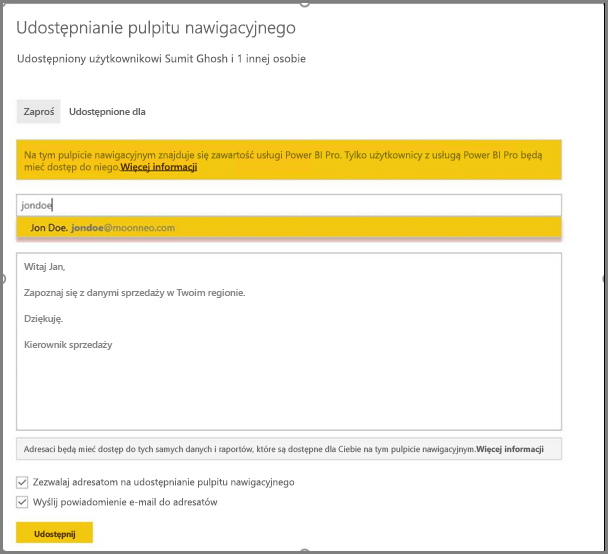 Udostępnianie pulpitu nawigacyjnego
Udostępniony użytkownikowi Sumit Ghosh i 1 innej osobie
Zaproś Udostępnione dla
Na tym pulpicie nawigacyjnym znajduje się zawartość usługi Power BI Pro. Tylko użytkownicy z usługą Power BI Pro będą
mieć dostęp do niego.Więcej informacji
jondoe
Jon Doe. jondoe@moonneo.com
Witaj Jan,
Zapoznaj się z danymi sprzedaży w Twoim regionie.
Dziękuję.
Kierownik sprzedaży
Adresaci będą mieć dostęp do tych samych danych i raportów, które są dostępne dla Ciebie na tym pulpicie nawigacyjnym.Więcej informacji
Zezwalaj adresatom na udostępnianie pulpitu nawigacyjnego
Wyślij powiadomienie e-mail do adresatów
Udostępnij